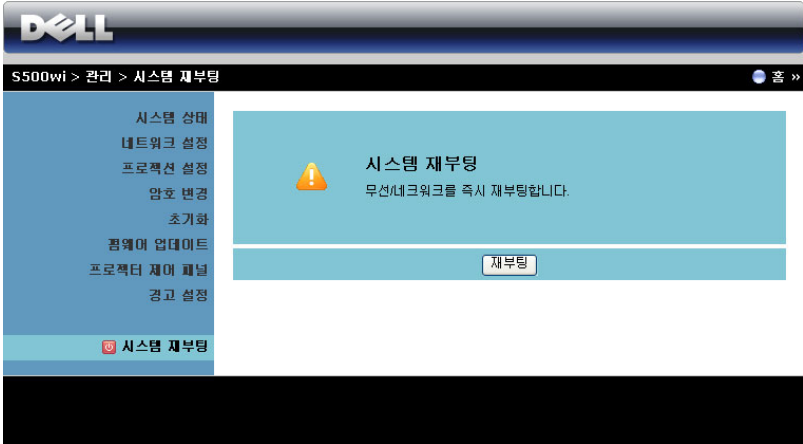 DELL
S500wi > 관리 > 시스템 재부팅
홈 »
시스템 상태
네트워크 설정
프로젝션 설정
암호 변경
초기화
펌웨어 업데이트
프로젝터 제어 패널
경고 설정
시스템 재부팅
시스템 재부팅
무선/네크워크를 즉시 재부팅합니다.
재부팅